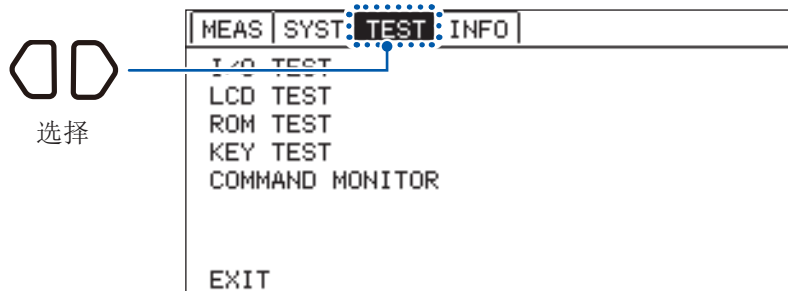 MEAS SYST TEST INFO
I/O TEST
LCD TEST
ROM TEST
KEY TEST
COMMAND MONITOR
EXIT
选择